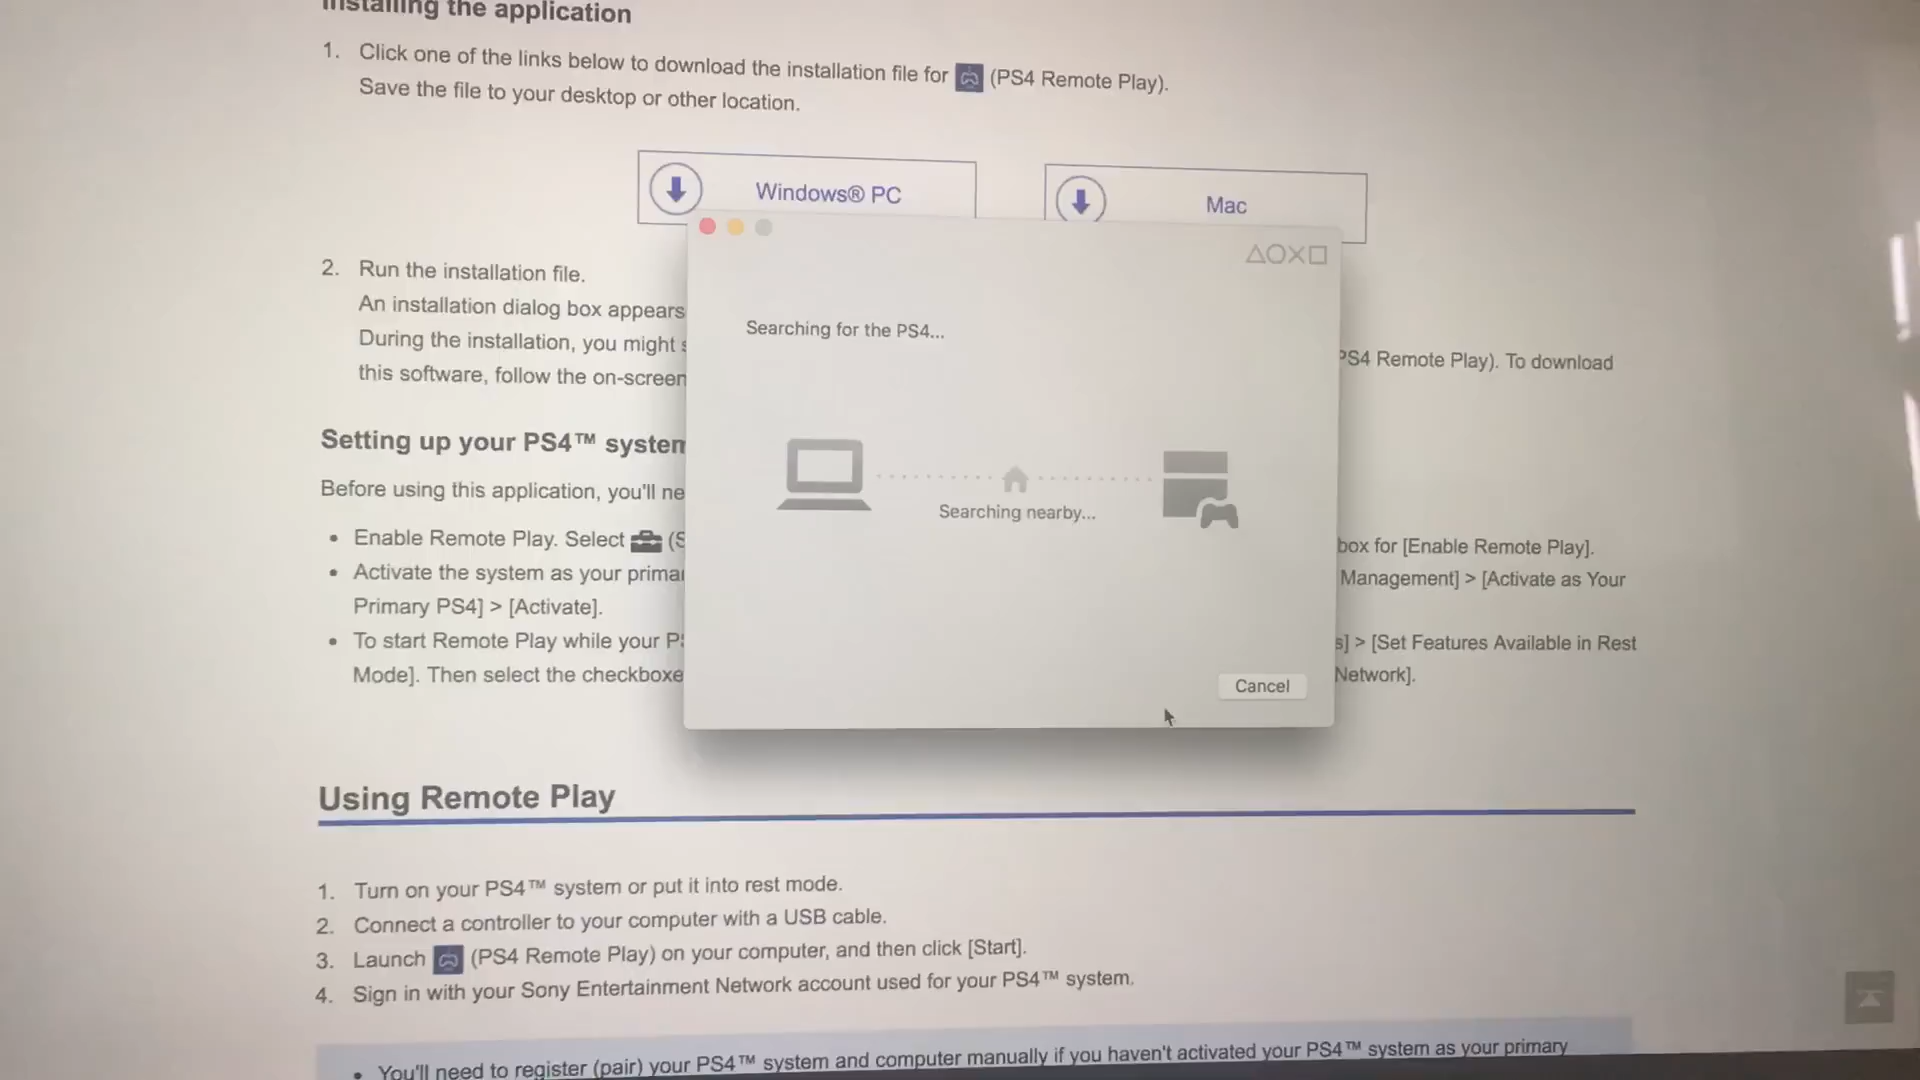 Installing the application
1. Click one of the links below to download the installation file for (PS4 Remote Play).
Save the file to your desktop or other location.
Windows® PC
Mac
2. Run the installation file.
An installation dialog box appears
During the installation, you might
PS4 Remote Play). To download
this software, follow the on-screen
Searching for the PS4...
Searching nearby...
Cancel
Setting up your PS4™ system
Before using this application, you'll ne
• Enable Remote Play. Select (S
box for [Enable Remote Play].
• Activate the system as your primar
Management] > [Activate as Your
Primary PS4] > [Activate].
• To start Remote Play while your PS
s] > [Set Features Available in Rest
Mode]. Then select the checkboxe
Network].
Using Remote Play
1. Turn on your PS4™ system or put it into rest mode.
2. Connect a controller to your computer with a USB cable.
3. Launch (PS4 Remote Play) on your computer, and then click [Start].
4. Sign in with your Sony Entertainment Network account used for your PS4™ system.
• You'll need to register (pair) your PS4™ system and computer manually if you haven't activated your PS4™ system as your primary